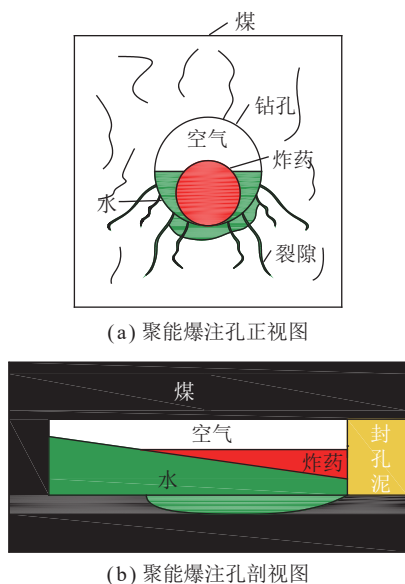 煤
钻孔
空气
炸药
水
裂隙
(a) 聚能爆注孔正视图
煤
空气
炸药
水
封孔泥
(b) 聚能爆注孔剖视图